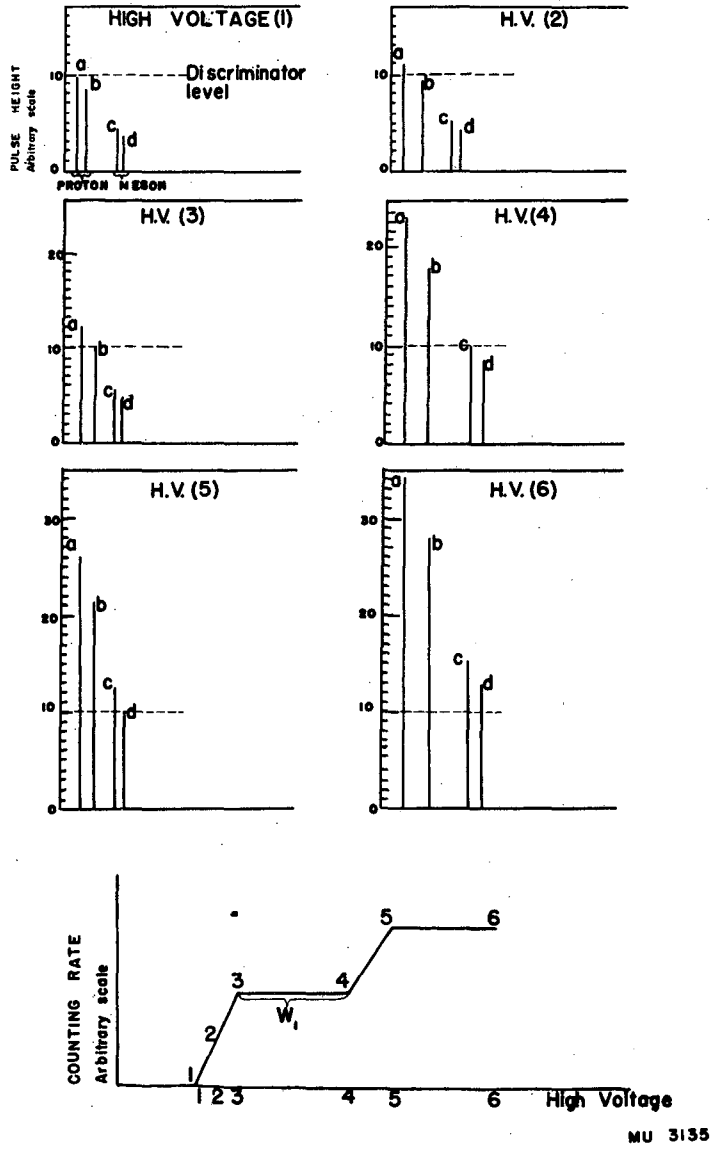 HIGH VOLTAGE (1)
PULSE HEIGHT
Arbitrary scale
10
0
a
b
c
d
Discriminator
level
PROTON MESON
H.V. (2)
10
0
a
b
c
d
H.V. (3)
20
10
0
a
b
c
d
H.V. (4)
20
10
0
a
b
c
d
H.V. (5)
30
20
10
0
a
b
c
d
H.V. (6)
30
20
10
0
a
b
c
d
COUNTING RATE
Arbitrary scale
1
2
3
4
5
6
W1
1 2 3 4 5 6 High Voltage
MU 3135